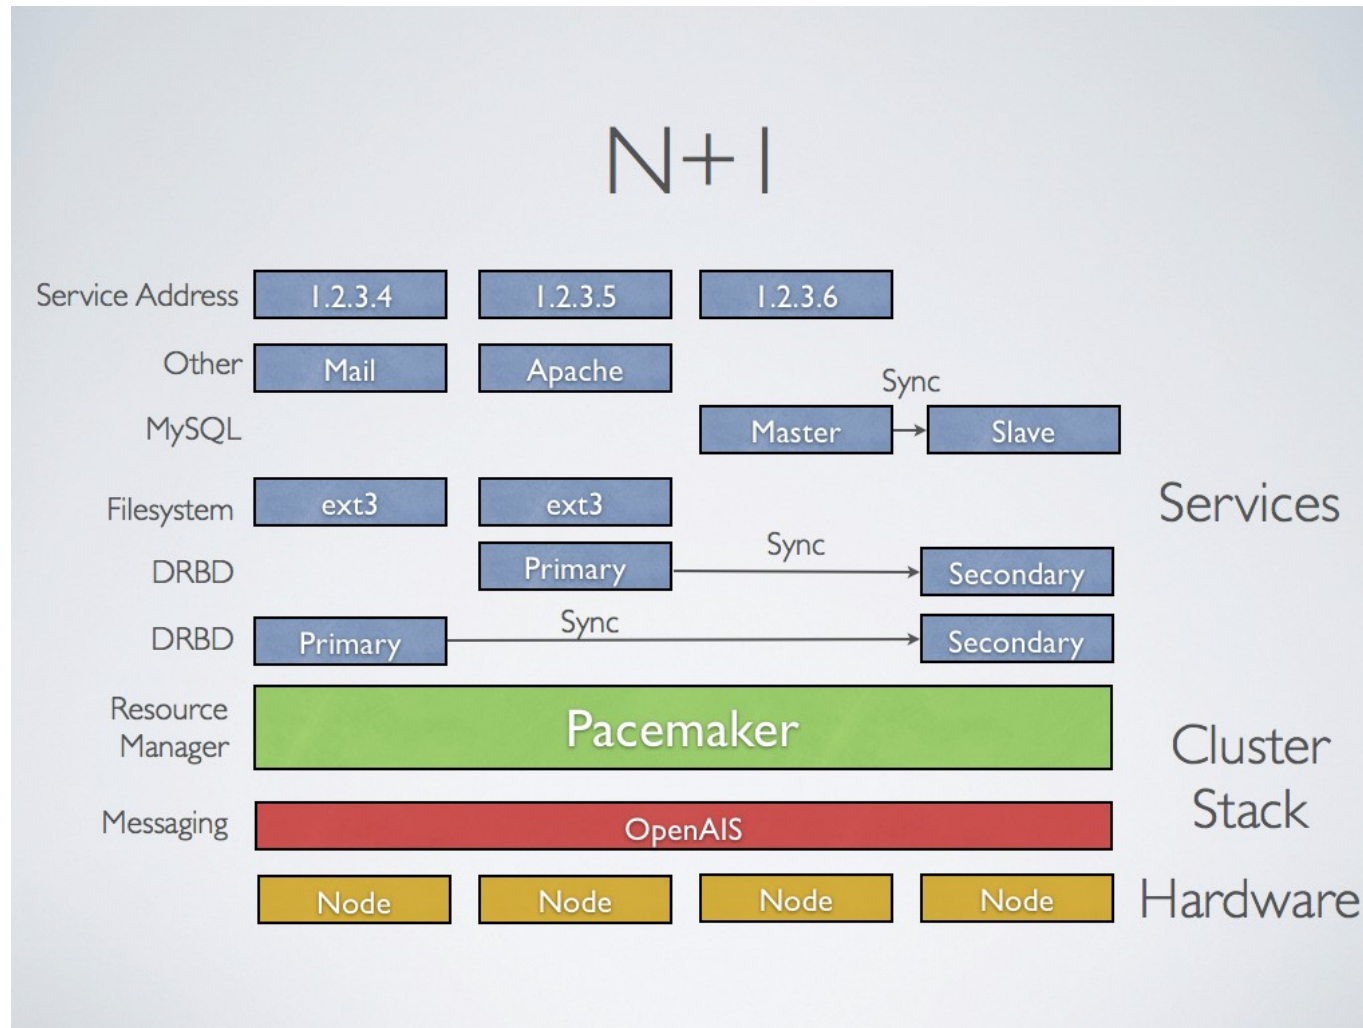 N+1
Service Address 1.2.3.4 1.2.3.5 1.2.3.6
Other Mail Apache
Sync
MySQL Master Slave
Filesystem ext3 ext3
Services
Sync
DRBD Primary Secondary
Sync
DRBD Primary Secondary
Resource
Manager
Pacemaker
Cluster
Stack
Messaging OpenAIS
Node Node Node Node Hardware